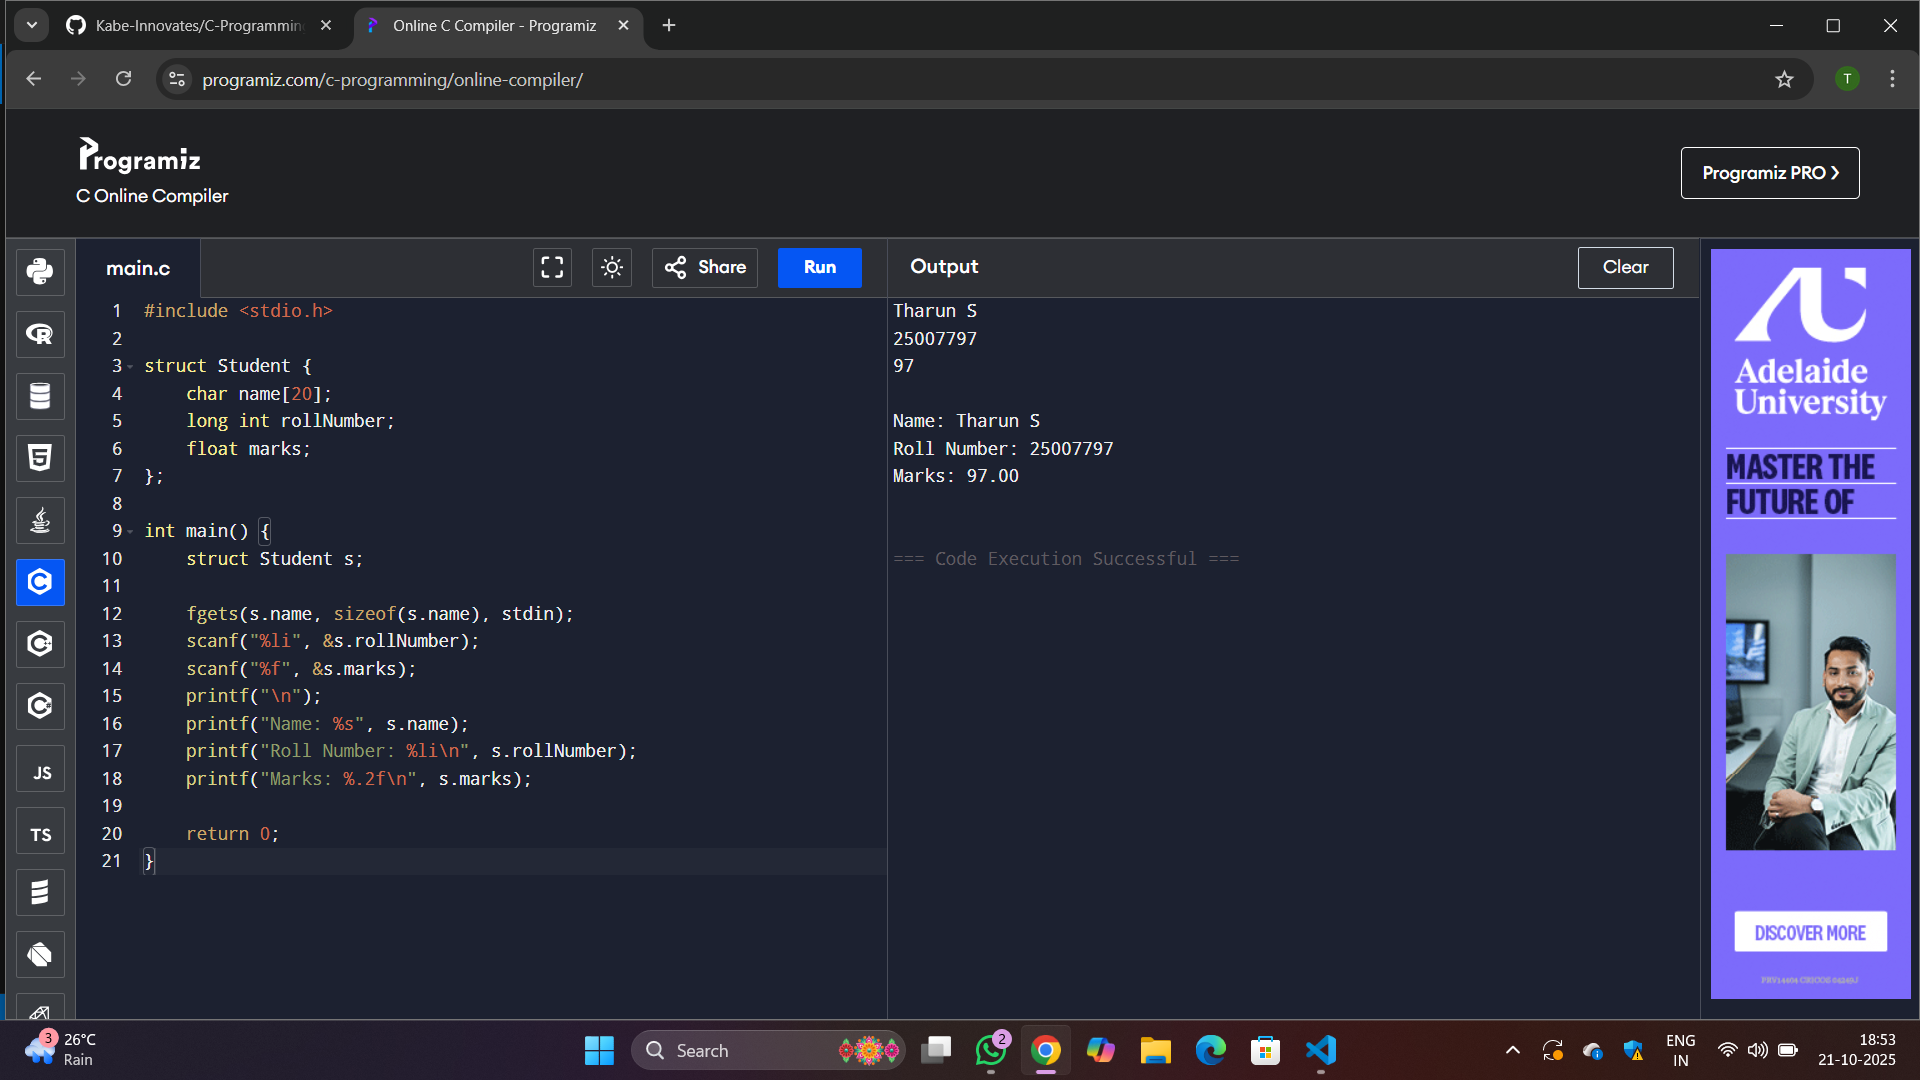 Kabe-Innovates/C-Programmin
Online C Compiler - Programiz
programiz.com/c-programming/online-compiler/
T
Programiz
C Online Compiler
Programiz PRO
main.c
Share
Run
Output
Clear
1 #include <stdio.h>
2
3 struct Student {
4     char name[20];
5     long int rollNumber;
6     float marks;
7 };
8
9 int main() {
10     struct Student s;
11
12     fgets(s.name, sizeof(s.name), stdin);
13     scanf("%li", &s.rollNumber);
14     scanf("%f", &s.marks);
15     printf("\n");
16     printf("Name: %s", s.name);
17     printf("Roll Number: %li\n", s.rollNumber);
18     printf("Marks: %.2f\n", s.marks);
19
20     return 0;
21 }
Tharun S
25007797
97
Name: Tharun S
Roll Number: 25007797
Marks: 97.00
=== Code Execution Successful ===
JS
TS
Adelaide
University
MASTER THE
FUTURE OF
DISCOVER MORE
3
26°C
Rain
Search
2
ENG
IN
18:53
21-10-2025